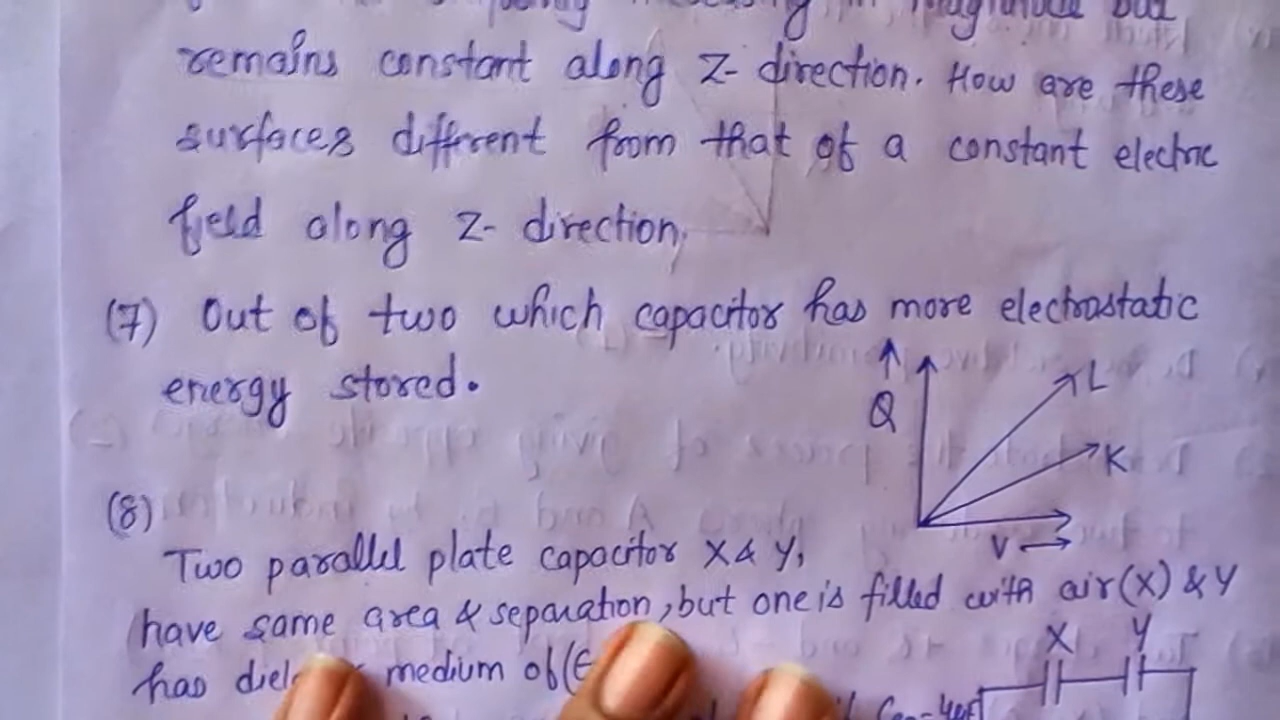 remains constant along Z- direction. How are these
surfaces different from that of a constant electric
field along Z- direction.
(7) Out of two which capacitor has more electrostatic
energy stored.
Q
L
K
V
(8)
Two parallel plate capacitor X & Y,
have same area & separation, but one is filled with air(X) & Y
has medium of(
X Y